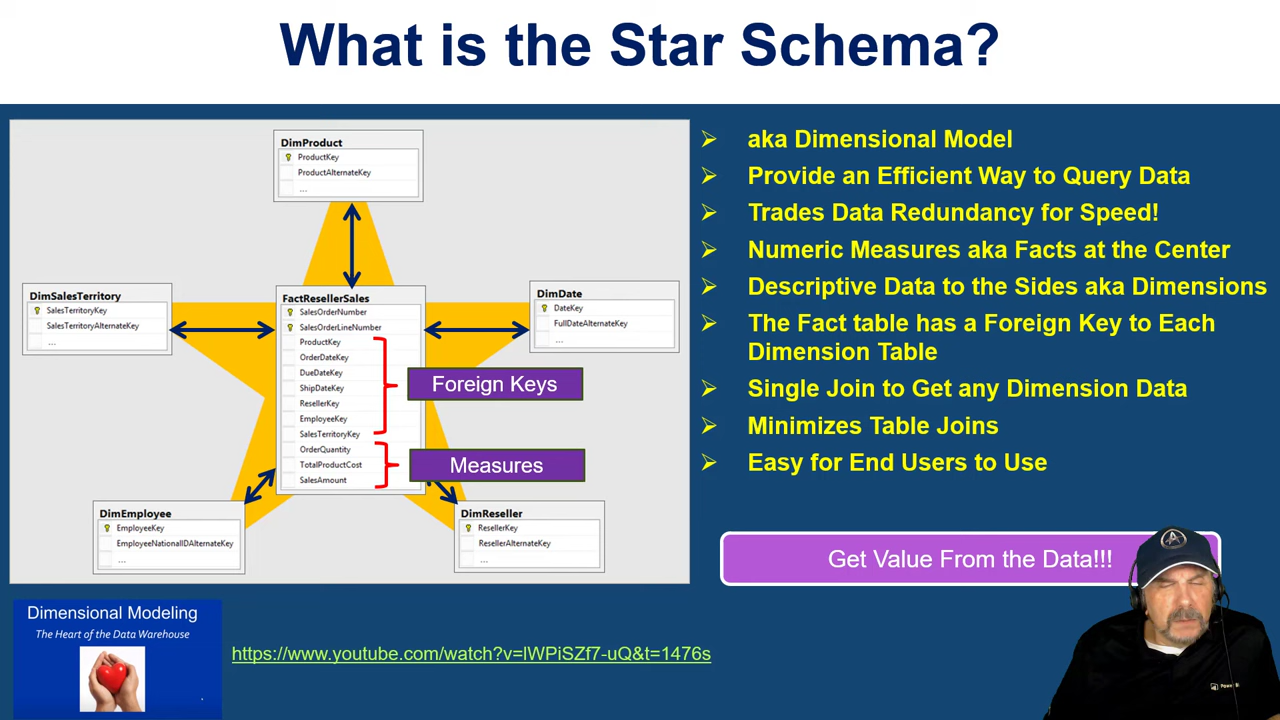 What is the Star Schema?
DimProduct
ProductKey
ProductAlternateKey
...
DimSalesTerritory
SalesTerritoryKey
SalesTerritoryAlternateKey
...
FactResellerSales
SalesOrderNumber
SalesOrderLineNumber
ProductKey
OrderDateKey
DueDateKey
ShipDateKey
ResellerKey
EmployeeKey
SalesTerritoryKey
OrderQuantity
TotalProductCost
SalesAmount
Foreign Keys
Measures
DimDate
DateKey
FullDateAlternateKey
...
DimEmployee
EmployeeKey
EmployeeNationalIDAlternateKey
...
DimReseller
ResellerKey
ResellerAlternateKey
...
aka Dimensional Model
Provide an Efficient Way to Query Data
Trades Data Redundancy for Speed!
Numeric Measures aka Facts at the Center
Descriptive Data to the Sides aka Dimensions
The Fact table has a Foreign Key to Each
Dimension Table
Single Join to Get any Dimension Data
Minimizes Table Joins
Easy for End Users to Use
Get Value From the Data!!!
Dimensional Modeling
The Heart of the Data Warehouse
https://www.youtube.com/watch?v=lWPiSZf7-uQ&t=1476s